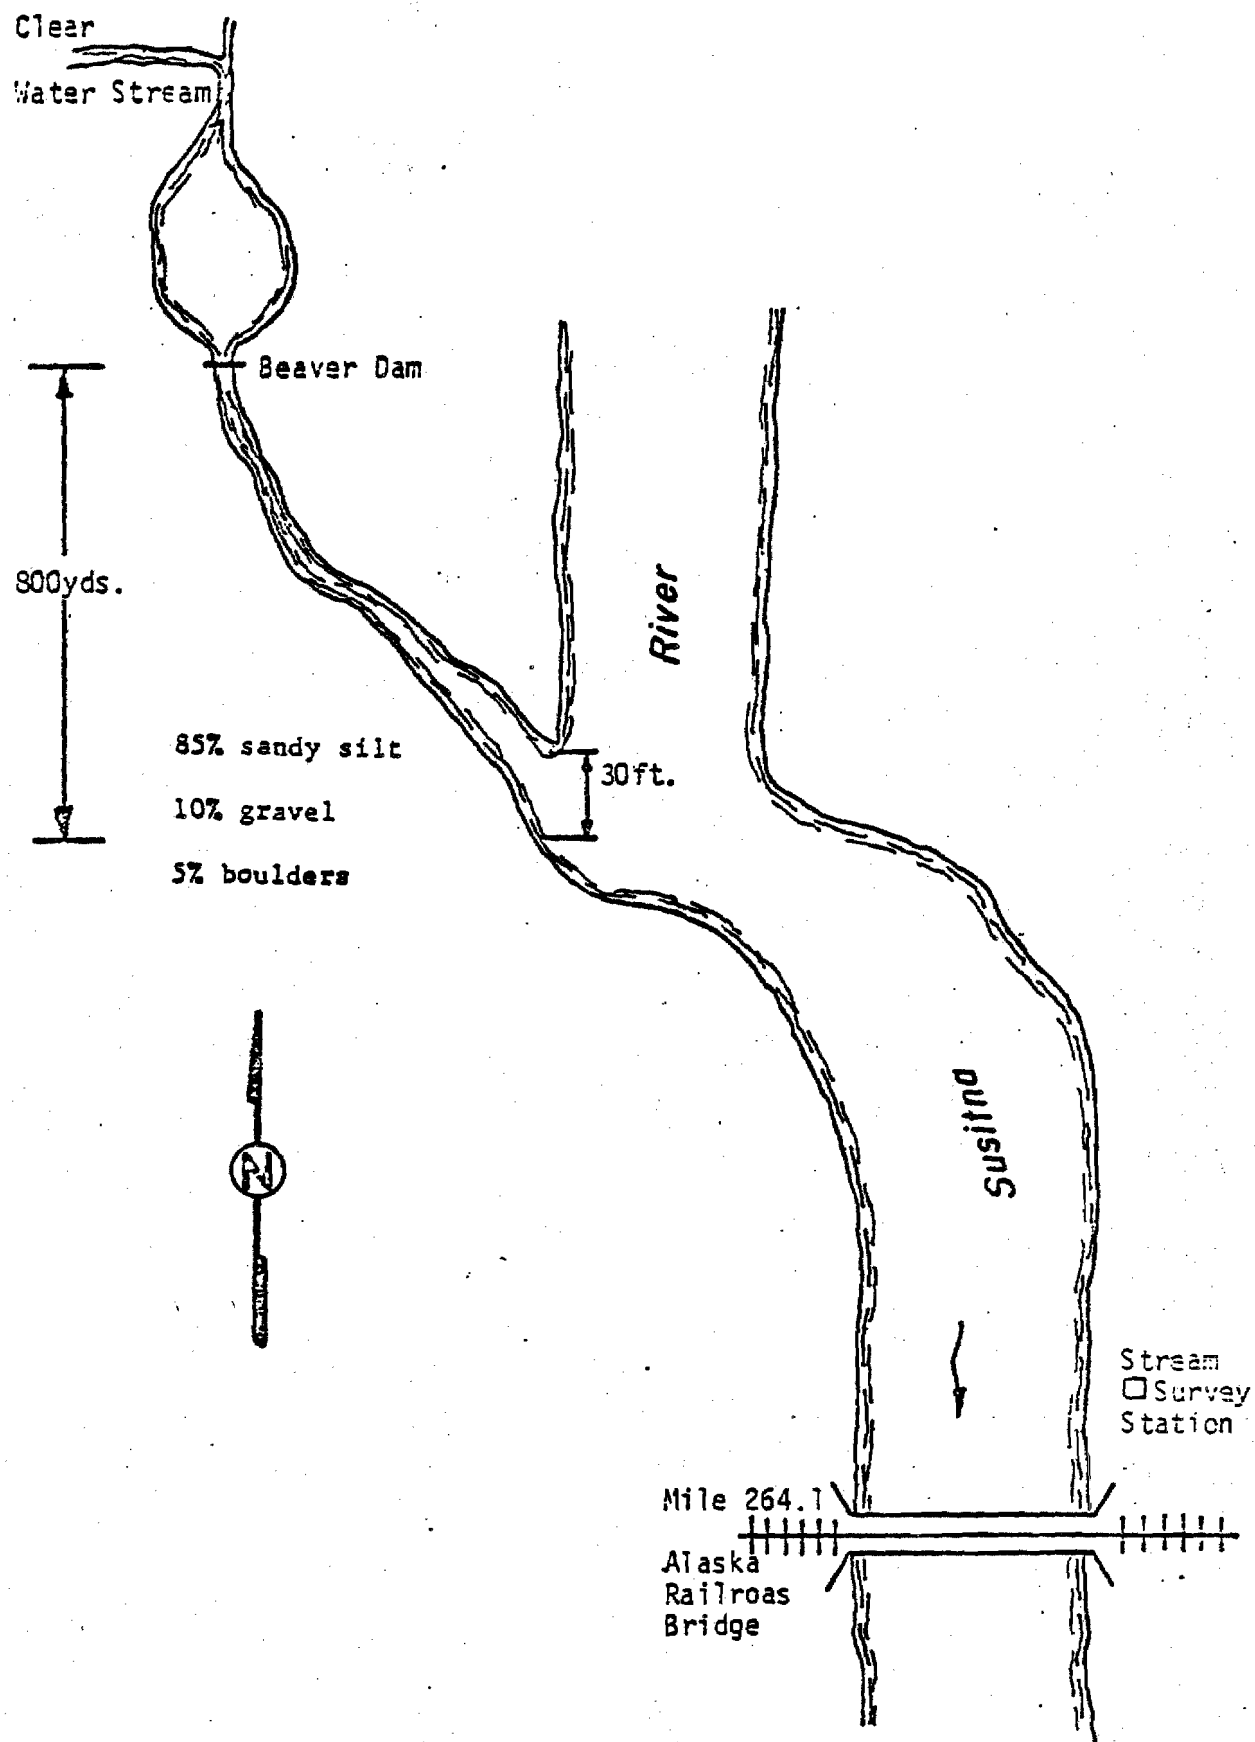 Clear
Water Stream
Beaver Dam
800yds.
River
85% sandy silt
30ft.
10% gravel
5% boulders
N
Susitna
Stream
Survey
Station
Mile 264.1
Alaska
Railroas
Bridge